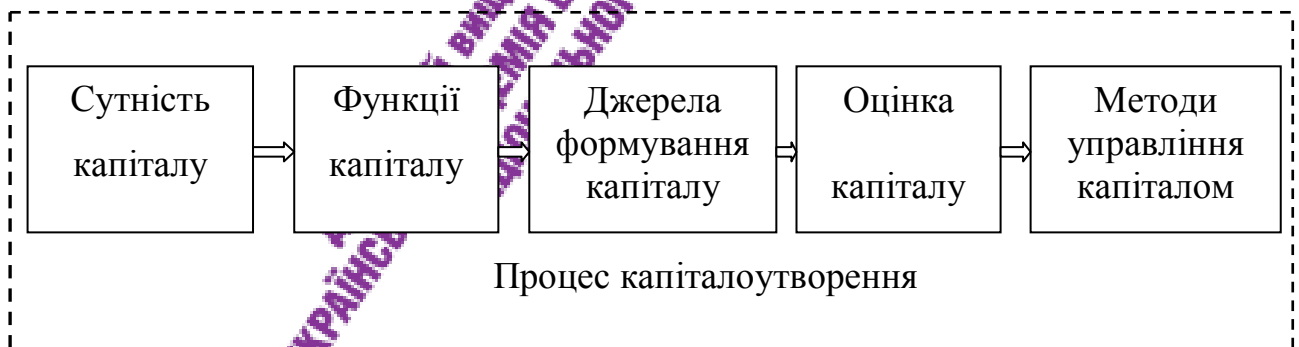 Сутність
капіталу
Функції
капіталу
Джерела
формування
капіталу
Оцінка
капіталу
Методи
управління
капіталом
Процес капіталоутворення